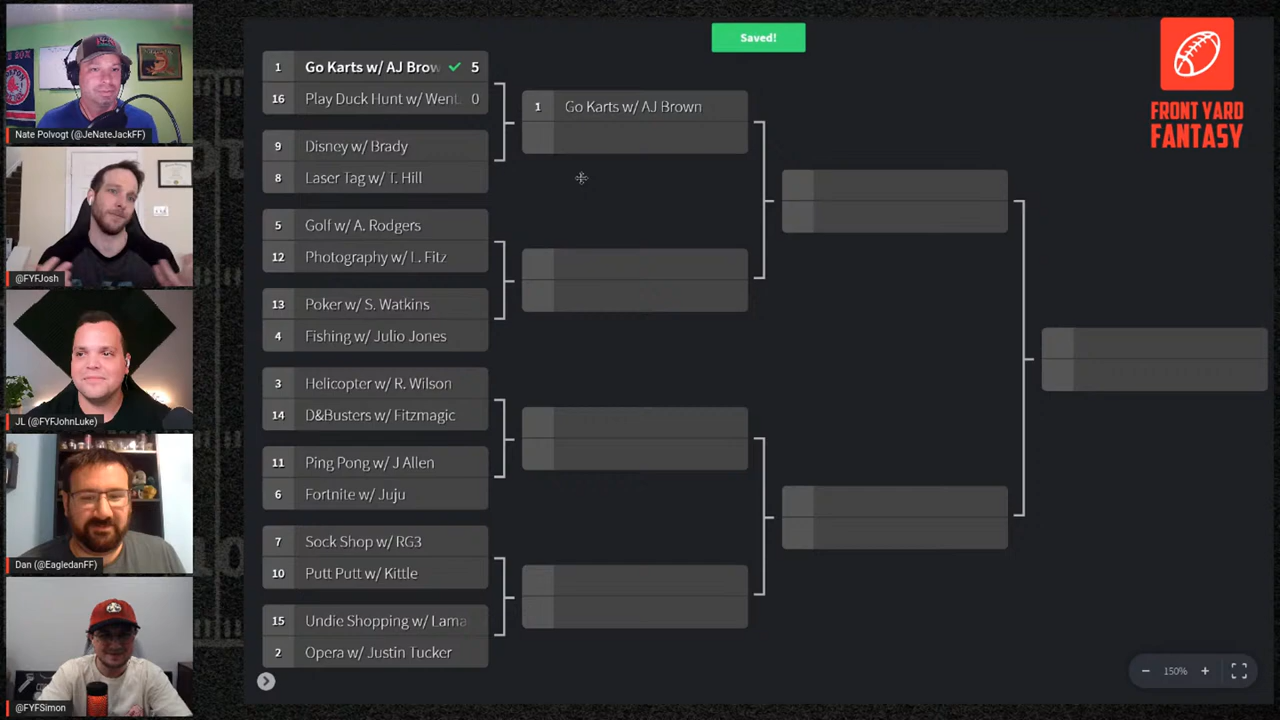 Saved!
FRONT YARD
FANTASY
Nate Polvogt (@JeNateJackFF)
@FYFJosh
JL (@FYFJohnLuke)
Dan (@EagledanFF)
@FYFSimon
1 Go Karts w/ AJ Brow 5
16 Play Duck Hunt w/ Went. 0
9 Disney w/ Brady
8 Laser Tag w/ T. Hill
5 Golf w/ A. Rodgers
12 Photography w/ L. Fitz
13 Poker w/ S. Watkins
4 Fishing w/ Julio Jones
3 Helicopter w/ R. Wilson
14 D&Busters w/ Fitzmagic
11 Ping Pong w/ J Allen
6 Fortnite w/ Juju
7 Sock Shop w/ RG3
10 Putt Putt w/ Kittle
15 Undie Shopping w/ Lama
2 Opera w/ Justin Tucker
1 Go Karts w/ AJ Brown
− 150% +